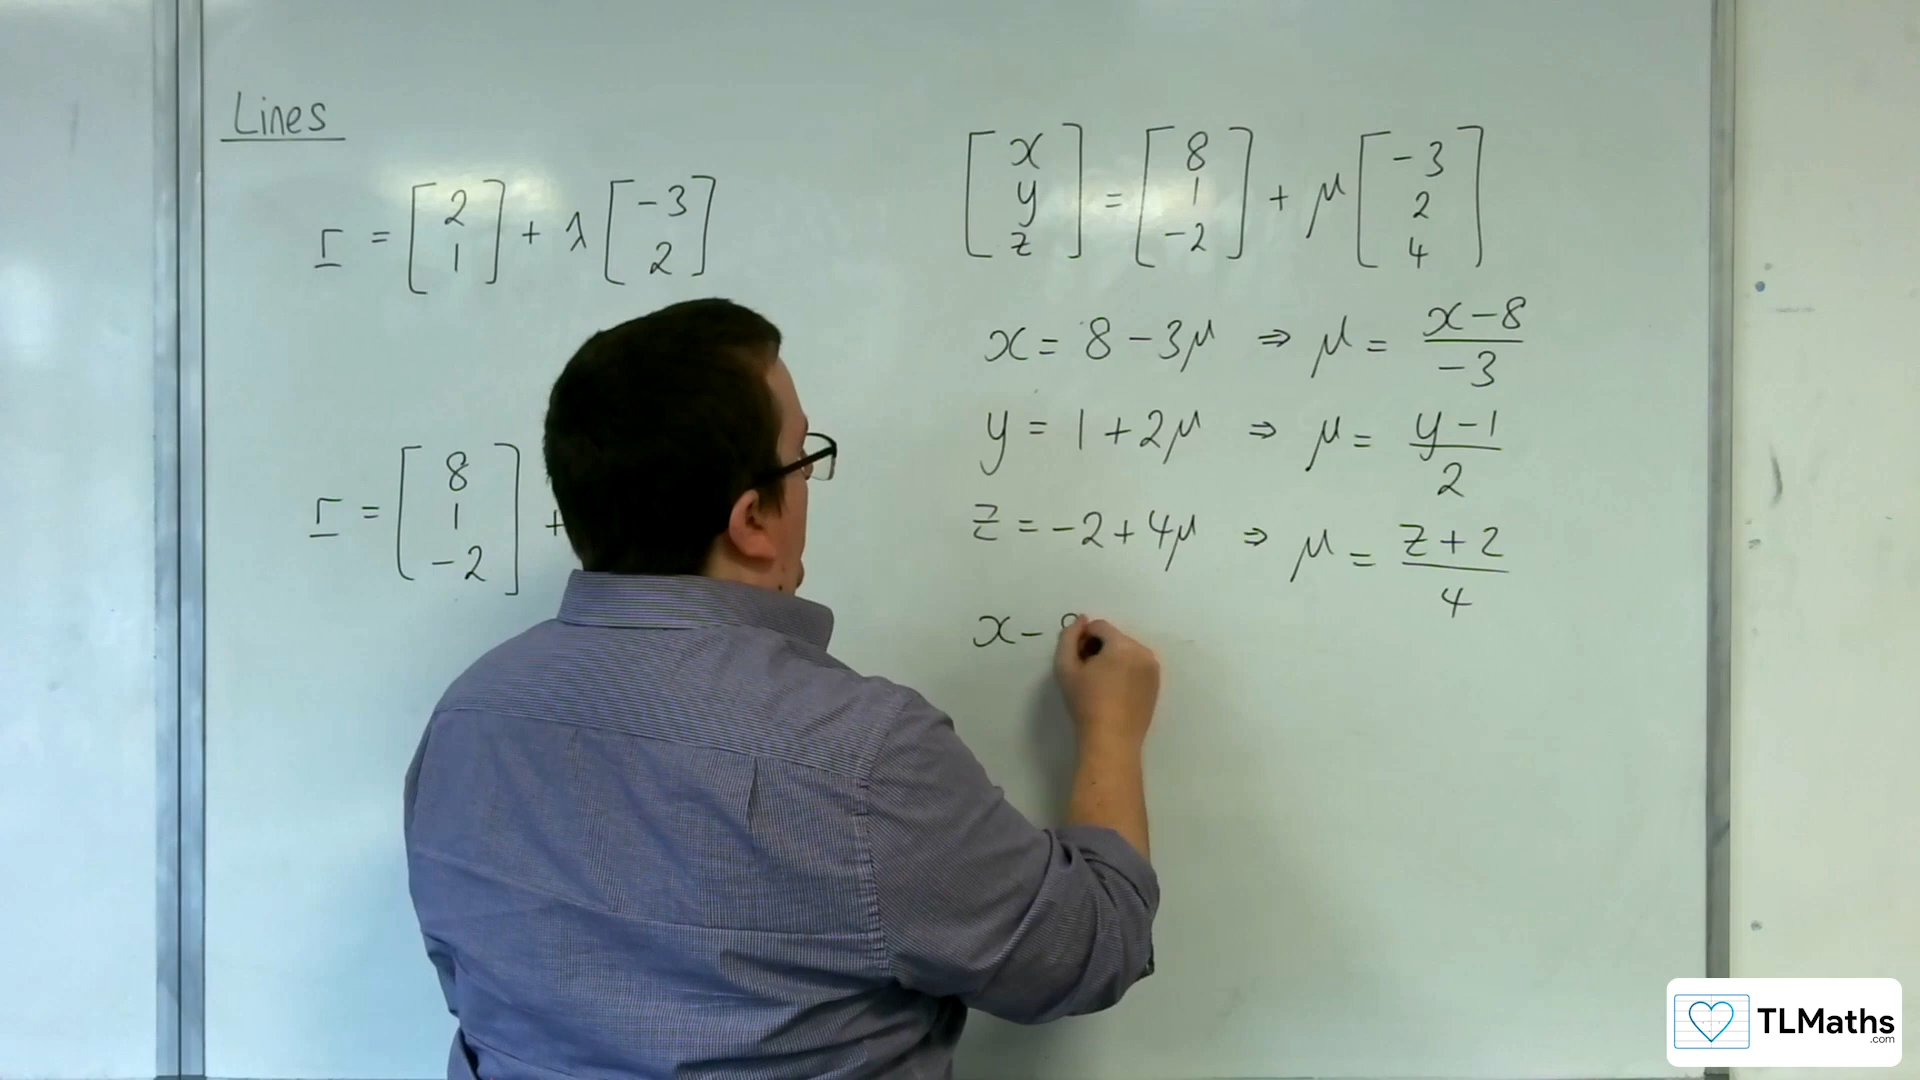 Lines
r = [2 1] + λ [-3 2]
r = [8 1 -2] +
[x y z] = [8 1 -2] + μ [-3 2 4]
x = 8 - 3μ ⇒ μ = (x-8)/-3
y = 1 + 2μ ⇒ μ = (y-1)/2
z = -2 + 4μ ⇒ μ = (z+2)/4
x -
TLMaths
.com